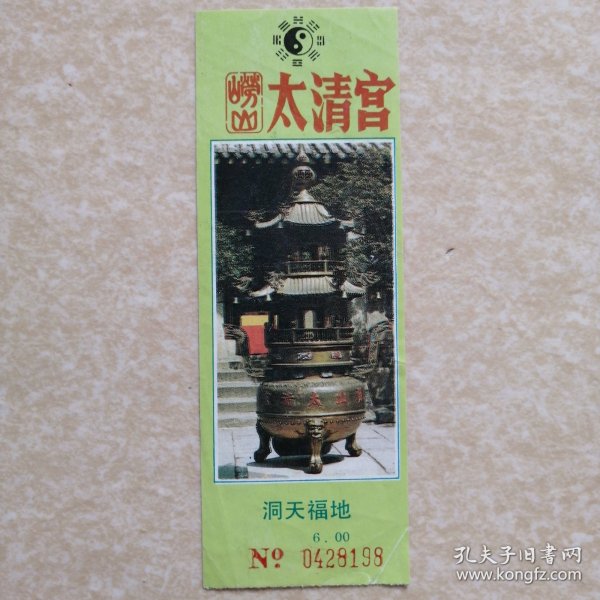 崂山 太清宫
洞天福地
6.00
No 0428198
孔夫子旧书网
www.kongfz.com